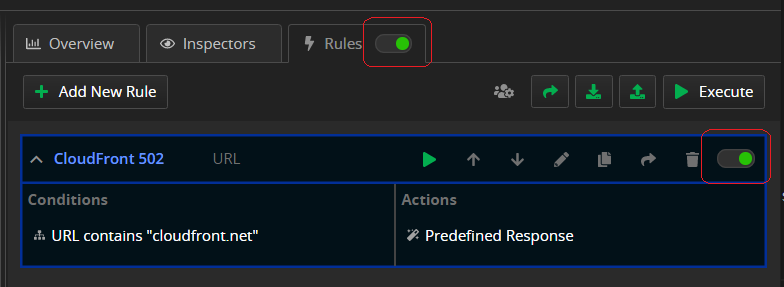 Overview Inspectors Rules
Add New Rule Execute
CloudFront 502 URL
Conditions Actions
URL contains "cloudfront.net" Predefined Response